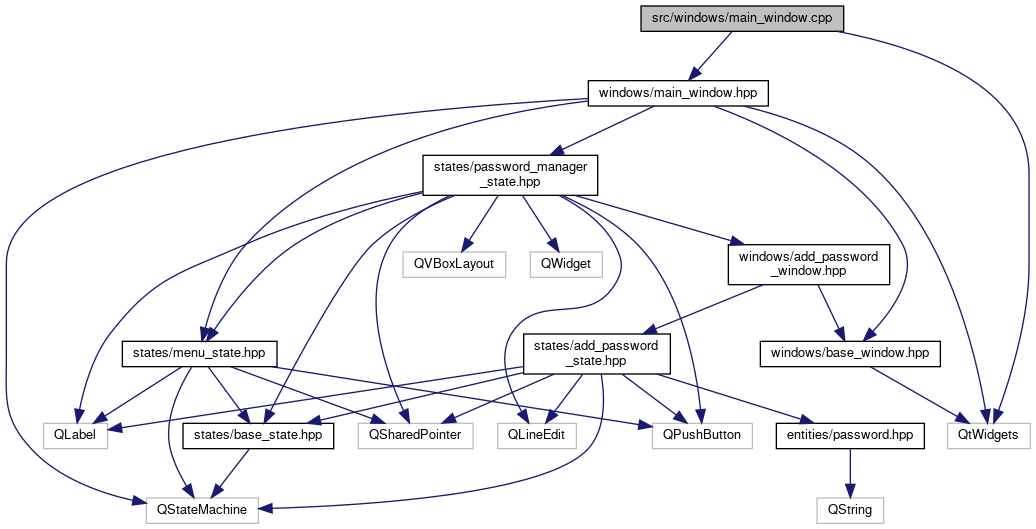 src/windows/main_window.cpp
windows/main_window.hpp
states/password_manager
_state.hpp
QVBoxLayout
QWidget
windows/add_password
_window.hpp
states/menu_state.hpp
states/add_password
_state.hpp
windows/base_window.hpp
QLabel
states/base_state.hpp
QSharedPointer
QLineEdit
QPushButton
entities/password.hpp
QtWidgets
QStateMachine
QString